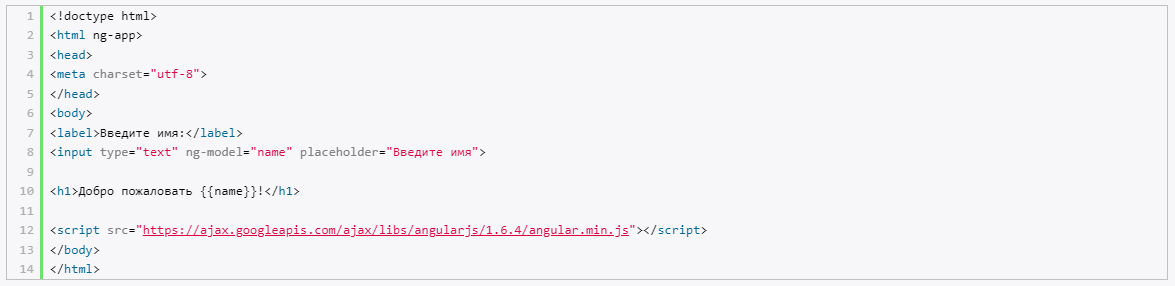 1 <!doctype html>
2 <html ng-app>
3 <head>
4 <meta charset="utf-8">
5 </head>
6 <body>
7 <label>Введите имя:</label>
8 <input type="text" ng-model="name" placeholder="Введите имя">
9
10 <h1>Добро пожаловать {{name}}!</h1>
11
12 <script src="https://ajax.googleapis.com/ajax/libs/angularjs/1.6.4/angular.min.js"></script>
13 </body>
14 </html>